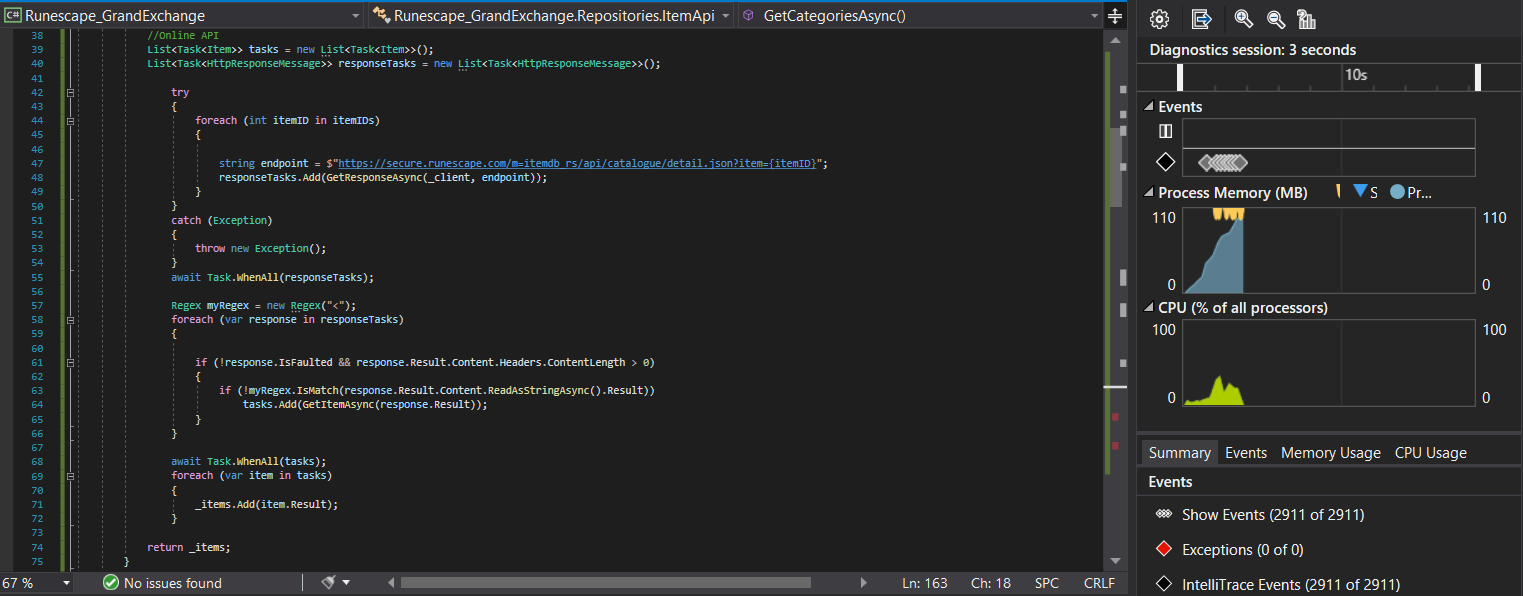 C# Runescape_GrandExchange
Runescape_GrandExchange.Repositories.ItemApi
GetCategoriesAsync()
38 //Online API
39 List<Task<Item>> tasks = new List<Task<Item>>();
40 List<Task<HttpResponseMessage>> responseTasks = new List<Task<HttpResponseMessage>>();
41
42 try
43 {
44 foreach (int itemID in itemIDs)
45 {
46
47 string endpoint = $"https://secure.runescape.com/m=itemdb_rs/api/catalogue/detail.json?item={itemID}";
48 responseTasks.Add(GetResponseAsync(_client, endpoint));
49 }
50 }
51 catch (Exception)
52 {
53 throw new Exception();
54 }
55 await Task.WhenAll(responseTasks);
56
57 Regex myRegex = new Regex("<");
58 foreach (var response in responseTasks)
59 {
60
61 if (!response.IsFaulted && response.Result.Content.Headers.ContentLength > 0)
62 {
63 if (!myRegex.IsMatch(response.Result.Content.ReadAsStringAsync().Result))
64 tasks.Add(GetItemAsync(response.Result));
65 }
66 }
67
68 await Task.WhenAll(tasks);
69 foreach (var item in tasks)
70 {
71 _items.Add(item.Result);
72 }
73
74 return _items;
75 }
67 %
No issues found
Ln: 163 Ch: 18 SPC CRLF
Diagnostics session: 3 seconds
10s
Events
Process Memory (MB)
S
Pr...
110 110
0 0
CPU (% of all processors)
100 100
0 0
Summary Events Memory Usage CPU Usage
Events
Show Events (2911 of 2911)
Exceptions (0 of 0)
IntelliTrace Events (2911 of 2911)